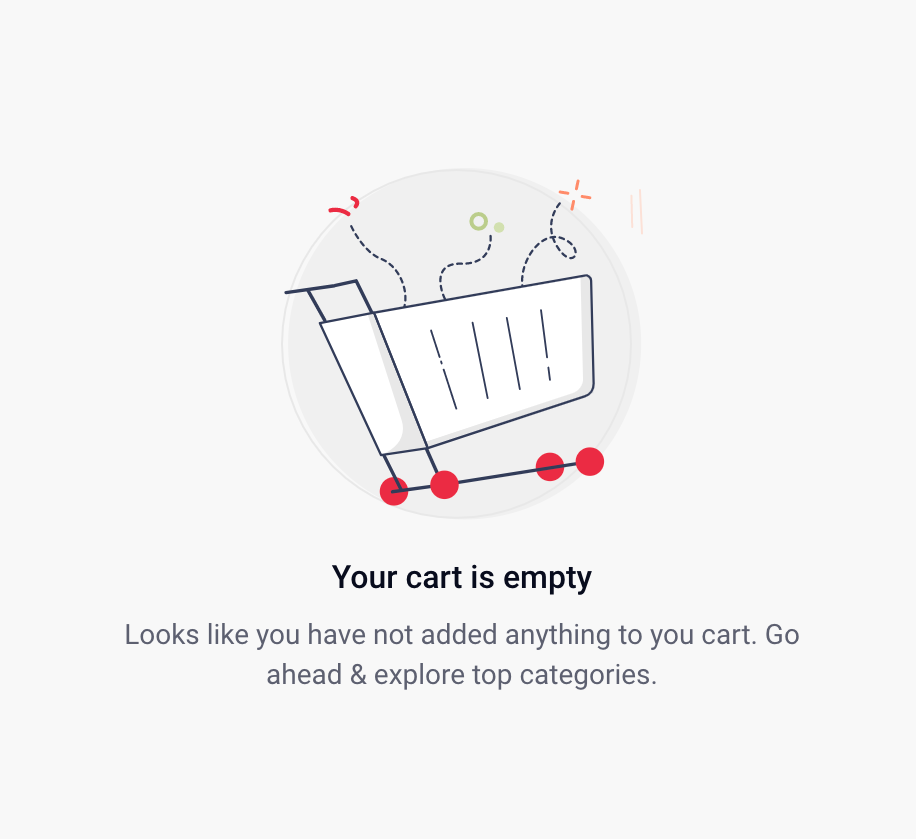 Your cart is empty
Looks like you have not added anything to you cart. Go
ahead & explore top categories.